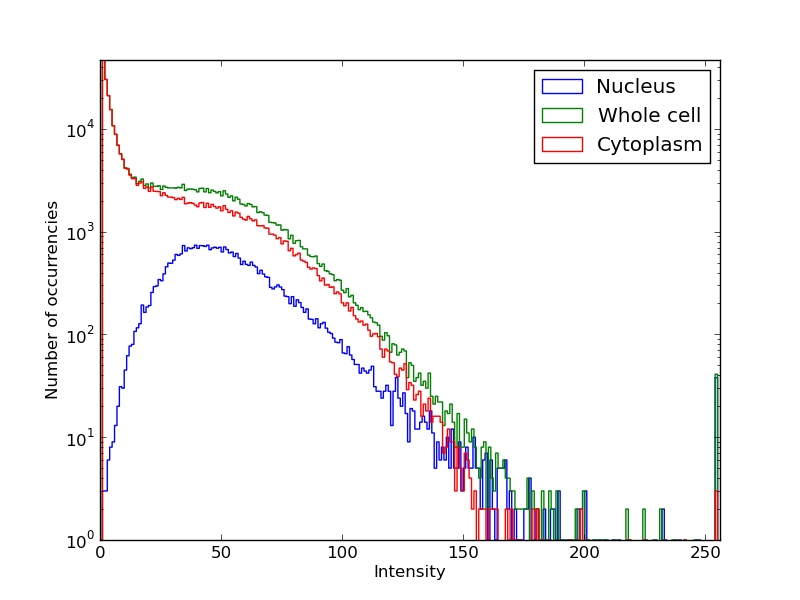 Nucleus
Whole cell
Cytoplasm
10^4
10^3
10^2
10^1
10^0
Number of occurrencies
0 50 100 150 200 250
Intensity